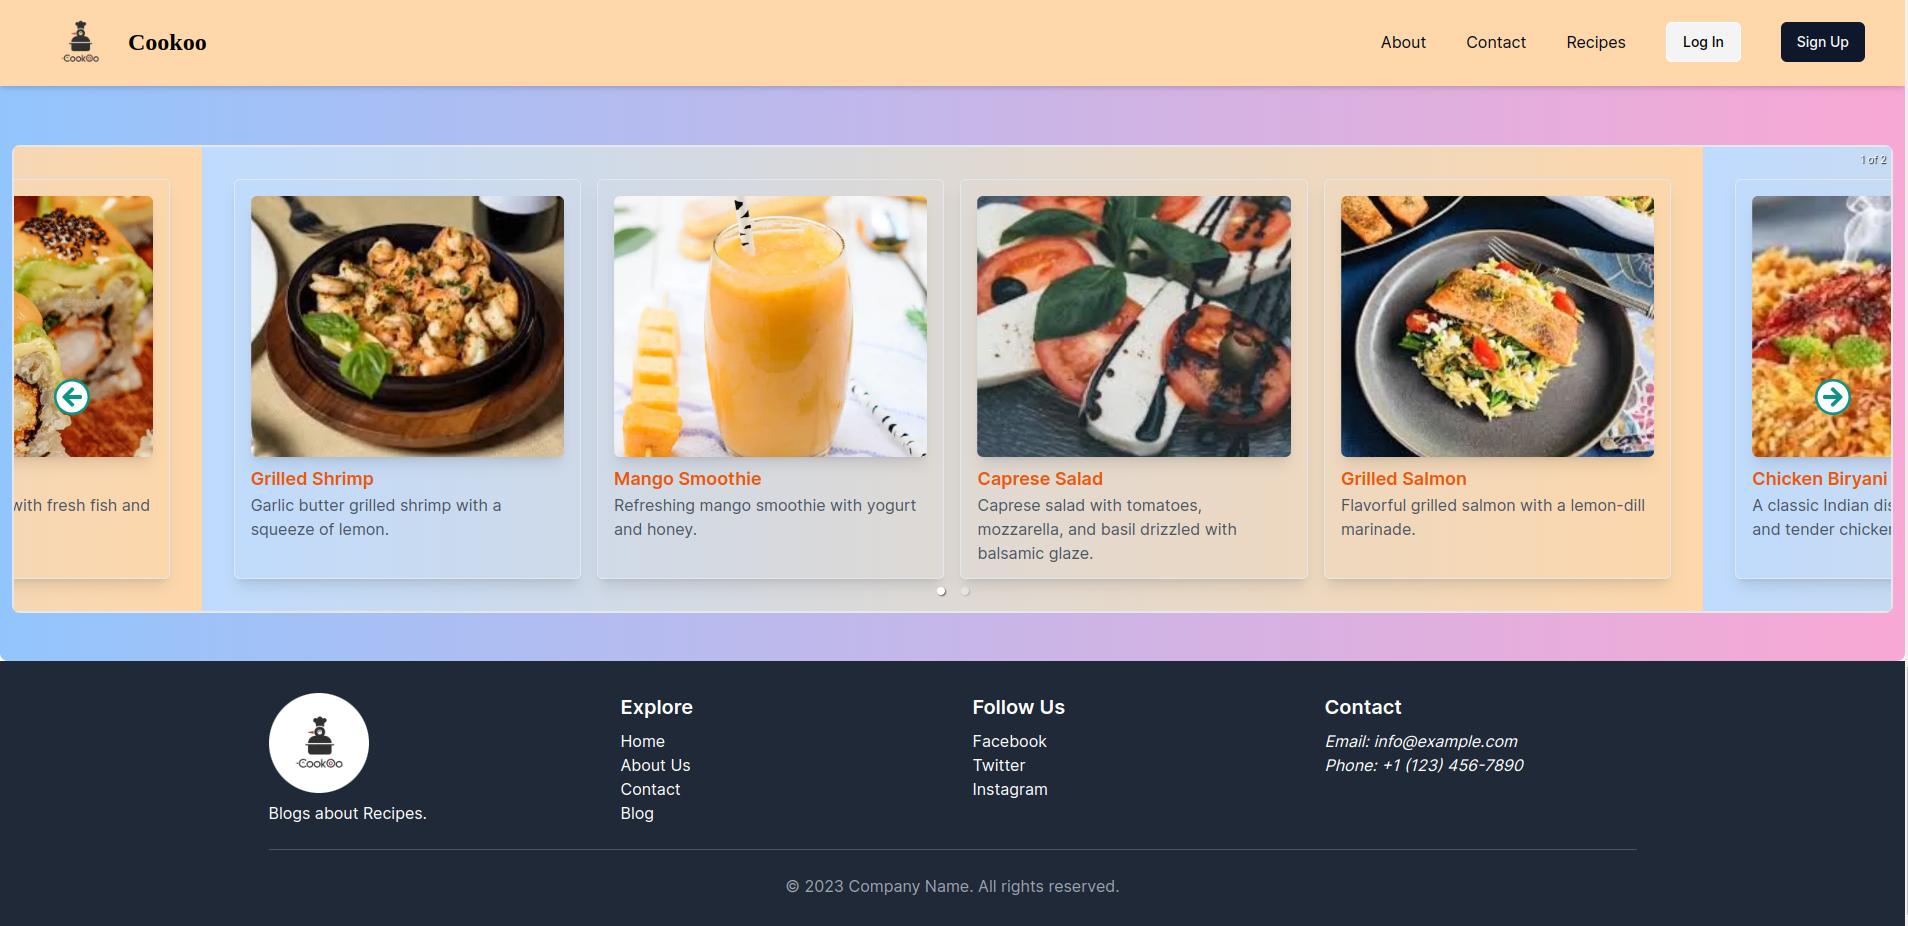 CookOo
Cookoo
About
Contact
Recipes
Log In
Sign Up
1 of 2
with fresh fish and
Grilled Shrimp
Garlic butter grilled shrimp with a
squeeze of lemon.
Mango Smoothie
Refreshing mango smoothie with yogurt
and honey.
Caprese Salad
Caprese salad with tomatoes,
mozzarella, and basil drizzled with
balsamic glaze.
Grilled Salmon
Flavorful grilled salmon with a lemon-dill
marinade.
Chicken Biryani
A classic Indian dis
and tender chicken
CookOo
Blogs about Recipes.
Explore
Home
About Us
Contact
Blog
Follow Us
Facebook
Twitter
Instagram
Contact
Email: info@example.com
Phone: +1 (123) 456-7890
© 2023 Company Name. All rights reserved.